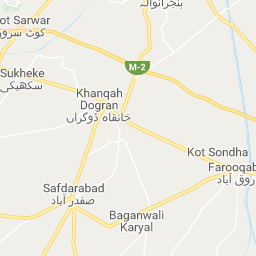 بنجرانوالہ
ot Sarwar
کوٹ سرور
M-2
Sukheke
سکھیکی
Khanqah
Dogran
خانقاہ ڈوگراں
Kot Sondha
Farooqab
روق آباد
Safdarabad
صفدر آباد
Baganwali
Karyal